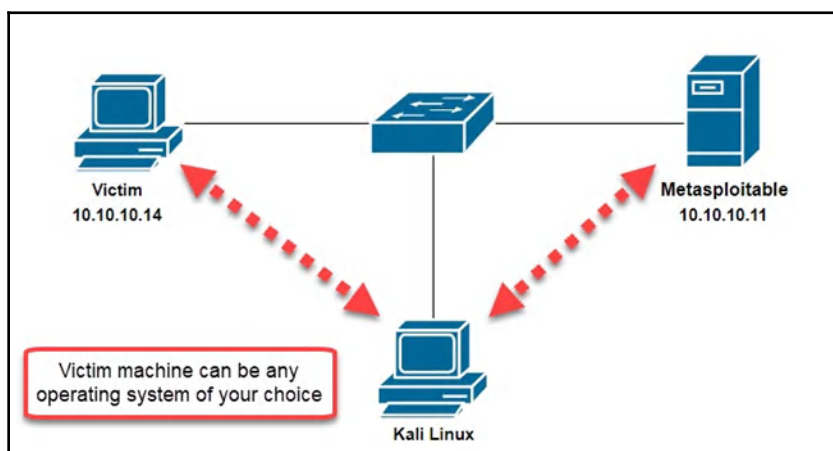 Victim
10.10.10.14
Metasploitable
10.10.10.11
Victim machine can be any
operating system of your choice
Kali Linux